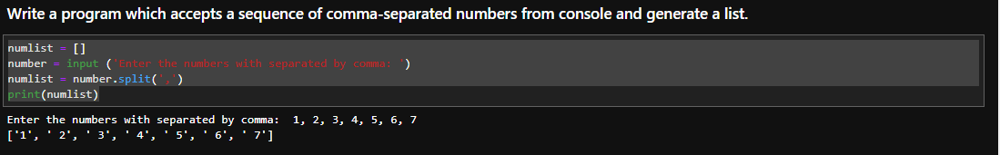 Write a program which accepts a sequence of comma-separated numbers from console and generate a list.
numlist = []
number = input ('Enter the numbers with separated by comma: ')
numlist = number.split(',')
print(numlist)
Enter the numbers with separated by comma:  1, 2, 3, 4, 5, 6, 7
['1', ' 2', ' 3', ' 4', ' 5', ' 6', ' 7']